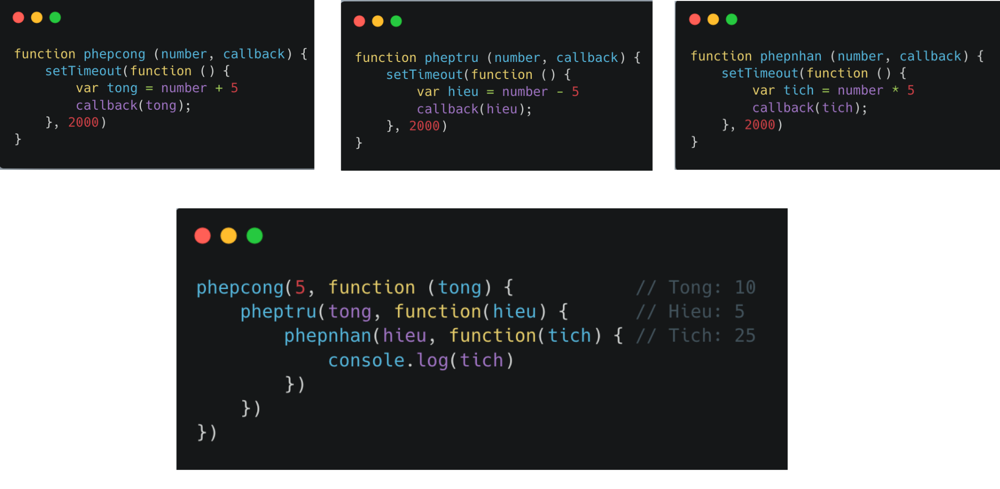 function phepcong (number, callback) {
    setTimeout(function () {
        var tong = number + 5
        callback(tong);
    }, 2000)
}
function pheptru (number, callback) {
    setTimeout(function () {
        var hieu = number - 5
        callback(hieu);
    }, 2000)
}
function phepnhan (number, callback) {
    setTimeout(function () {
        var tich = number * 5
        callback(tich);
    }, 2000)
}
phepcong(5, function (tong) {           // Tong: 10
    pheptru(tong, function(hieu) {      // Hieu: 5
        phepnhan(hieu, function(tich) { // Tich: 25
            console.log(tich)
        })
    })
})